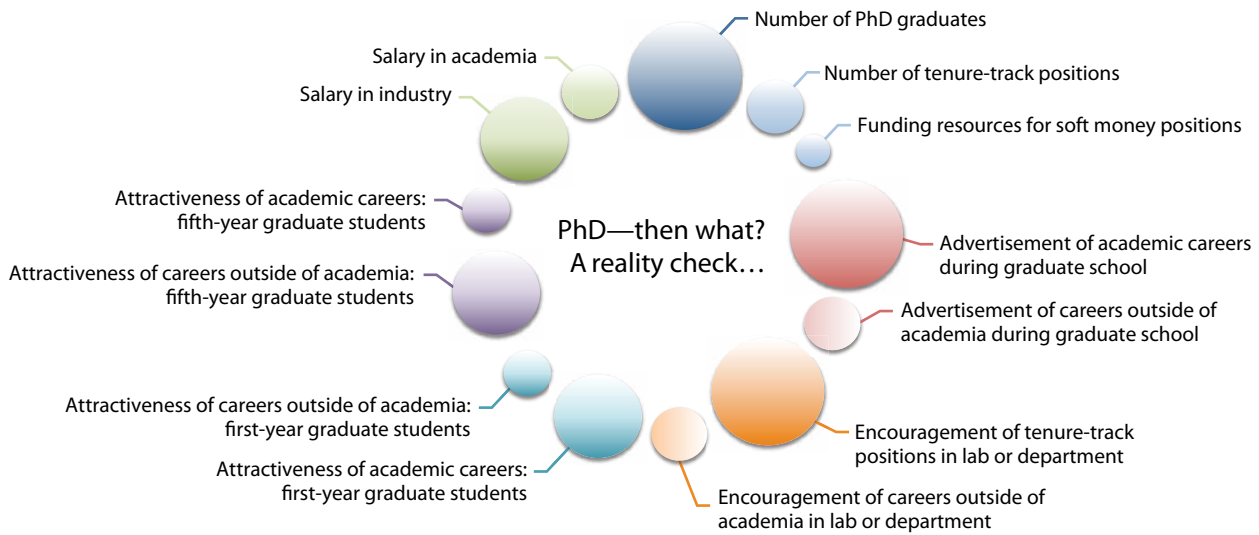 Number of PhD graduates
Salary in academia
Number of tenure-track positions
Salary in industry
Funding resources for soft money positions
Attractiveness of academic careers:
fifth-year graduate students
PhD—then what?
A reality check…
Advertisement of academic careers
during graduate school
Attractiveness of careers outside of academia:
fifth-year graduate students
Advertisement of careers outside of
academia during graduate school
Attractiveness of careers outside of academia:
first-year graduate students
Encouragement of tenure-track
positions in lab or department
Attractiveness of academic careers:
first-year graduate students
Encouragement of careers outside of
academia in lab or department